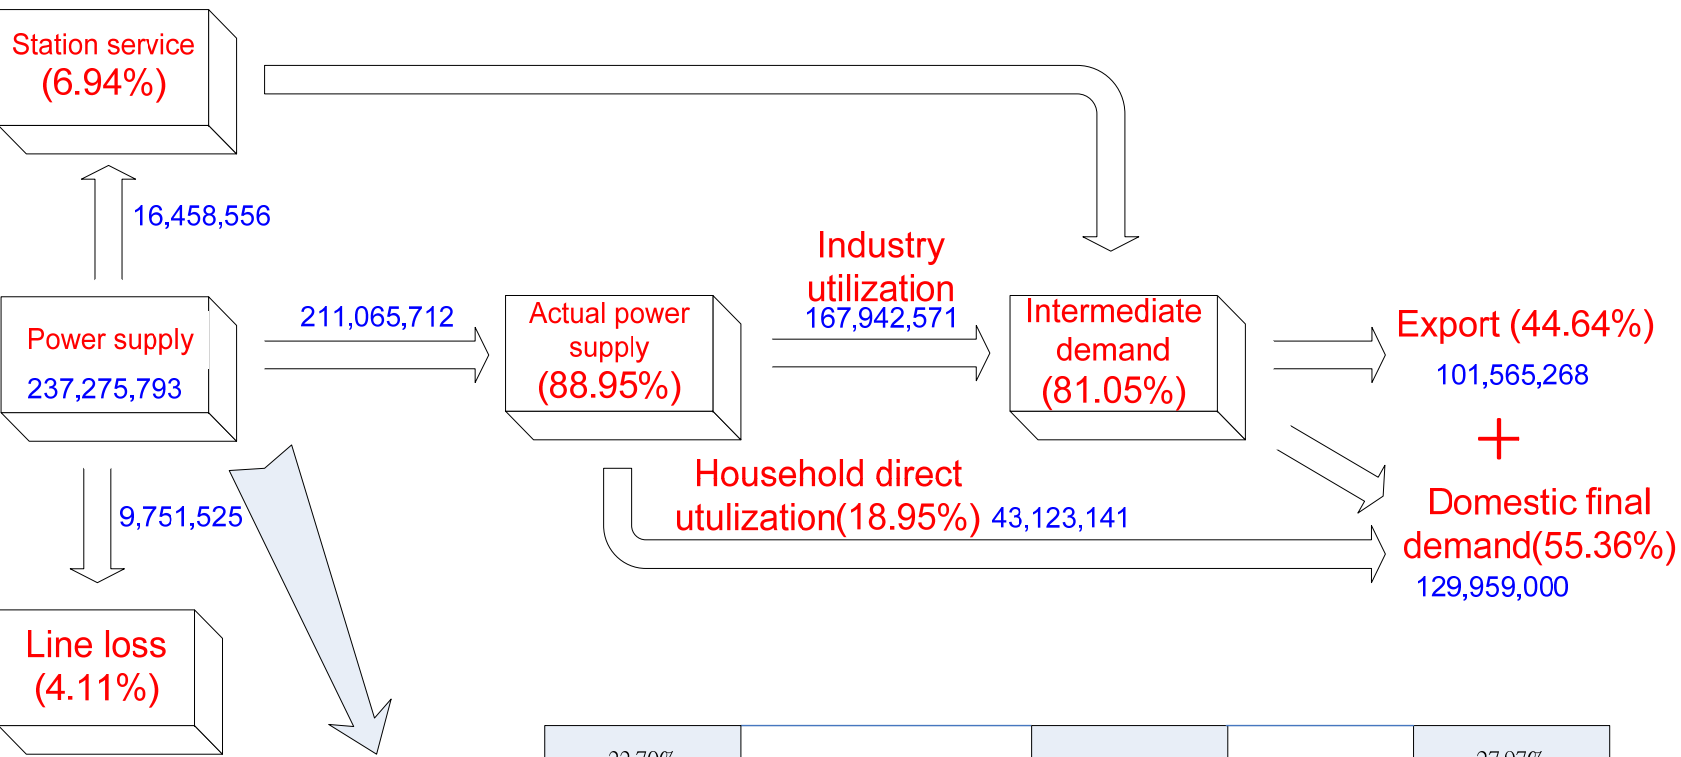 Station service
(6.94%)
16,458,556
Power supply
237,275,793
211,065,712
Actual power
supply
(88.95%)
Industry
utilization
167,942,571
Intermediate
demand
(81.05%)
Export (44.64%)
101,565,268
+
Domestic final
demand(55.36%)
129,959,000
Household direct
utulization(18.95%) 43,123,141
9,751,525
Line loss
(4.11%)